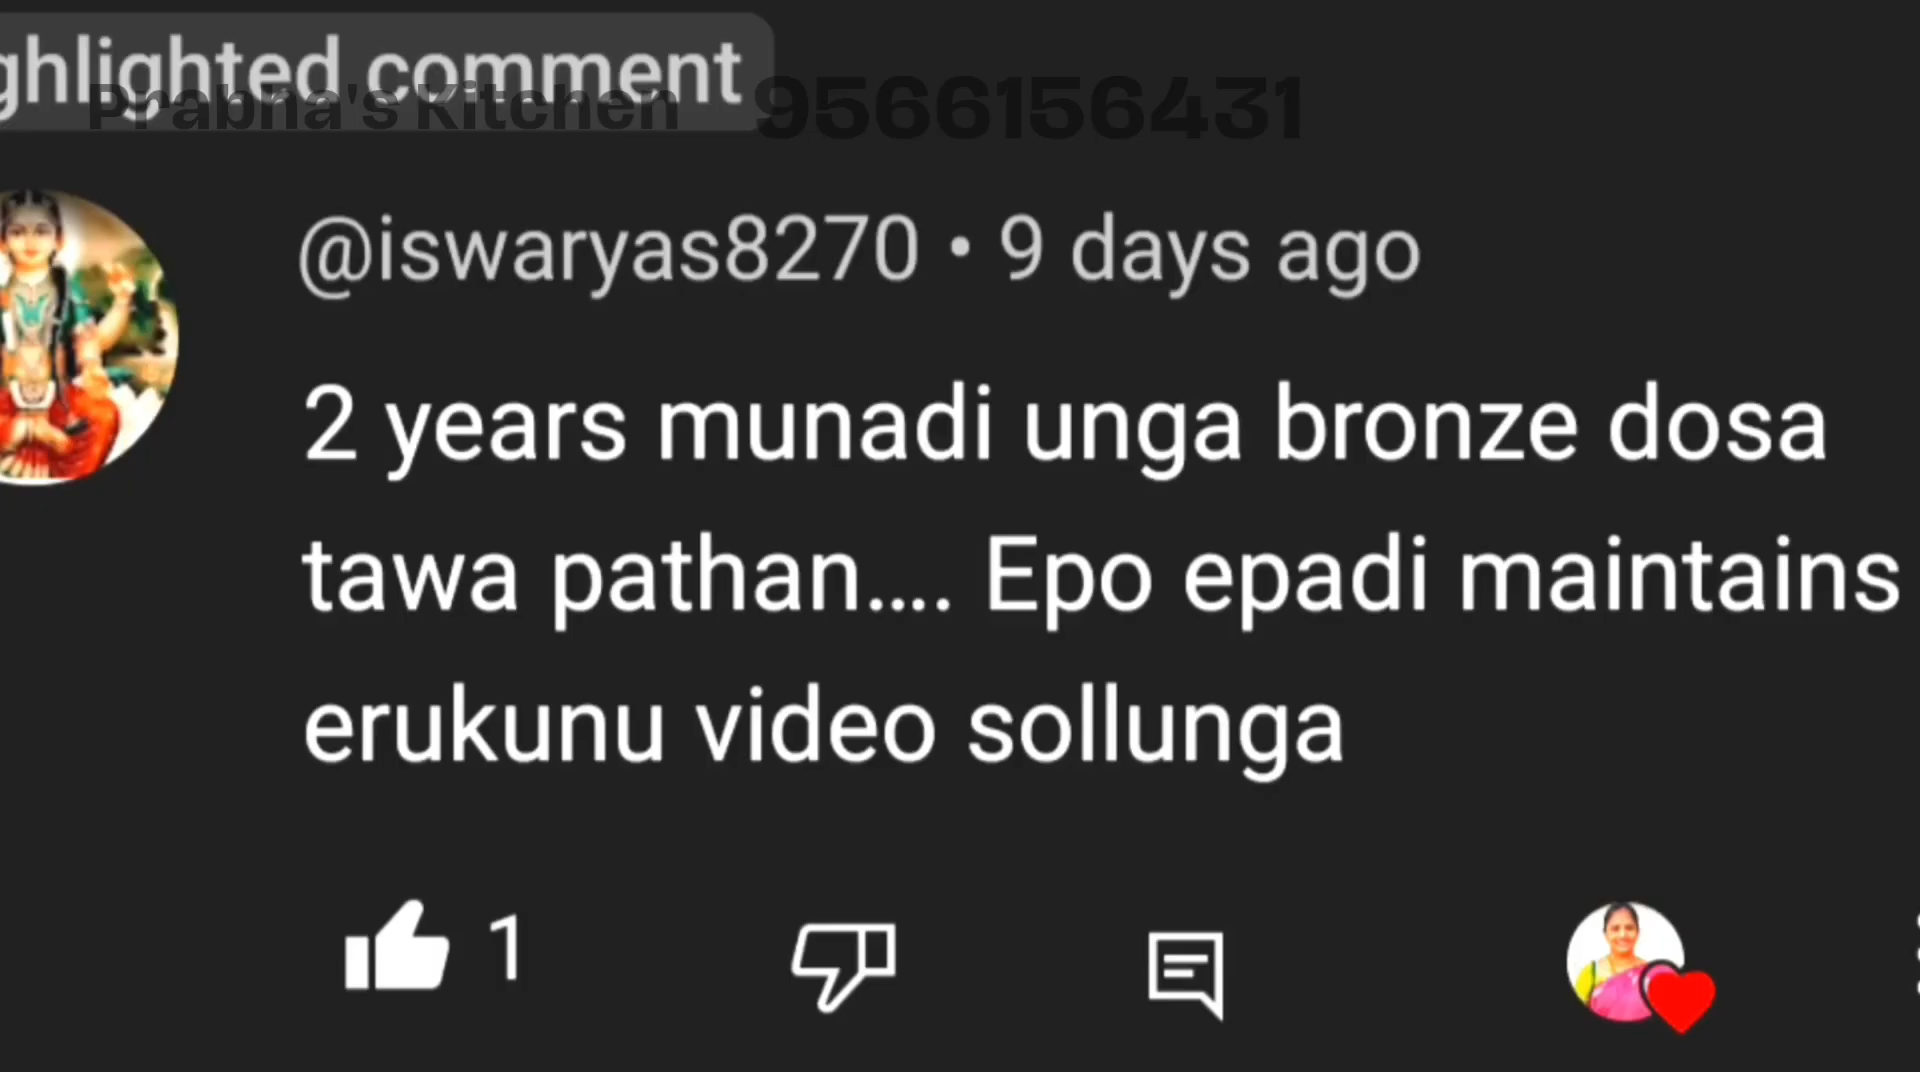 ghlighted comment
Prabha's Kitchen 9566156431
@iswaryas8270 • 9 days ago
2 years munadi unga bronze dosa
tawa pathan.... Epo epadi maintains
erukunu video sollunga
1